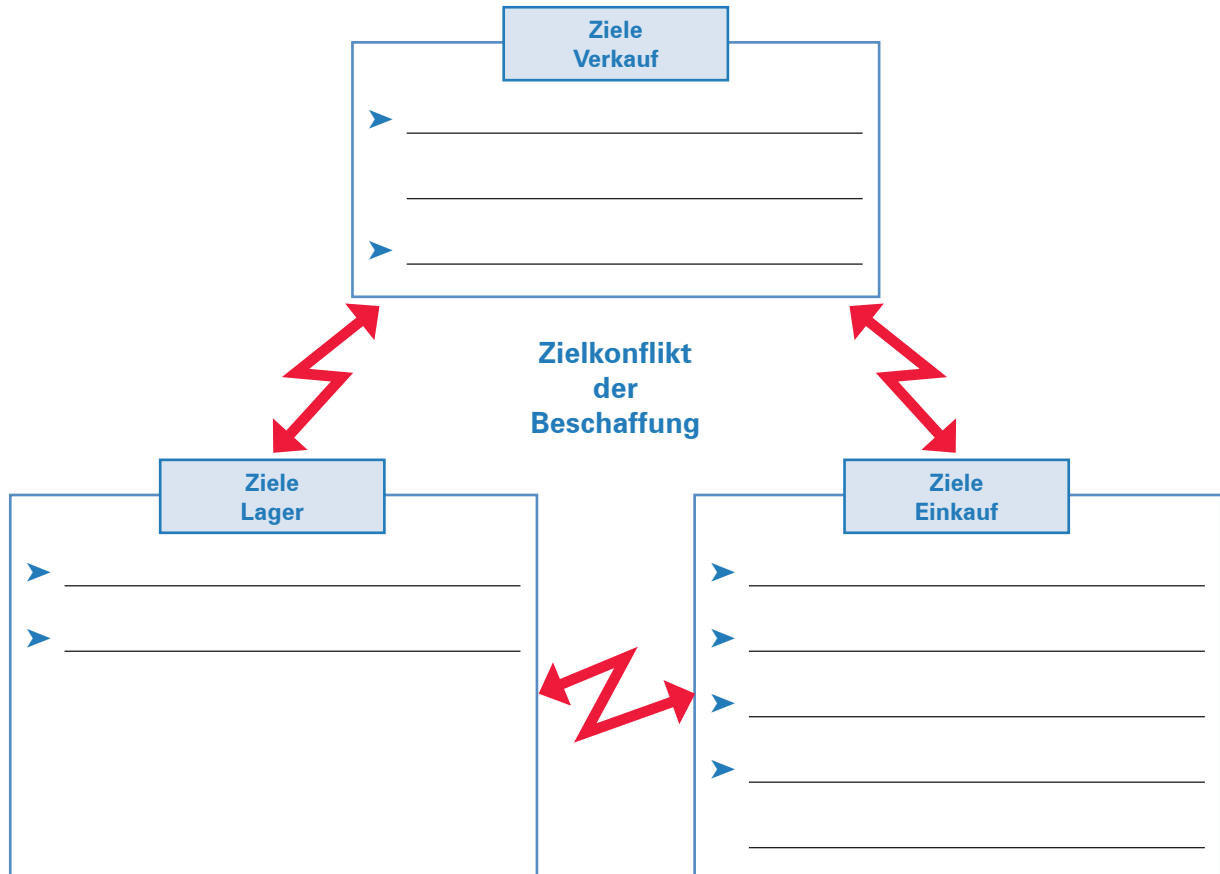 Ziele
Verkauf
Zielkonflikt
der
Beschaffung
Ziele
Lager
Ziele
Einkauf